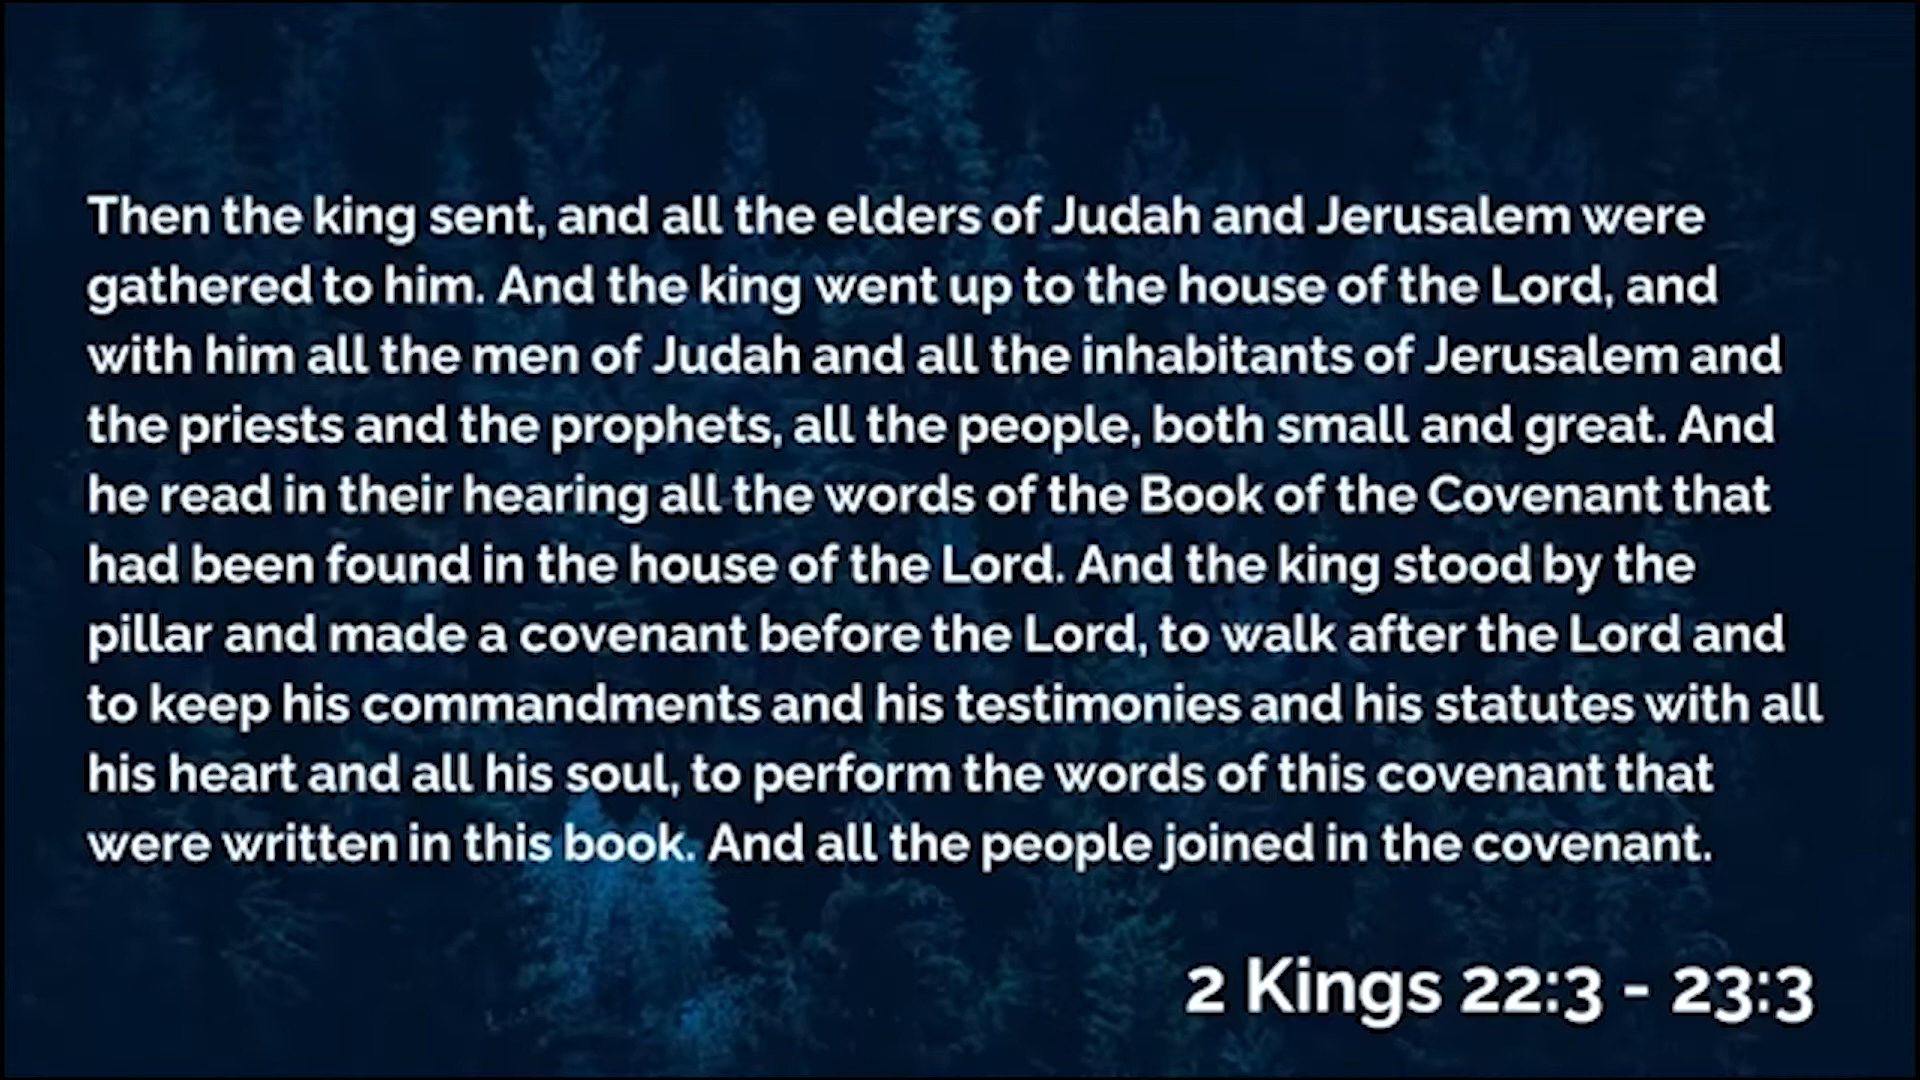 Then the king sent, and all the elders of Judah and Jerusalem were
gathered to him. And the king went up to the house of the Lord, and
with him all the men of Judah and all the inhabitants of Jerusalem and
the priests and the prophets, all the people, both small and great. And
he read in their hearing all the words of the Book of the Covenant that
had been found in the house of the Lord. And the king stood by the
pillar and made a covenant before the Lord, to walk after the Lord and
to keep his commandments and his testimonies and his statutes with all
his heart and all his soul, to perform the words of this covenant that
were written in this book. And all the people joined in the covenant.
2 Kings 22:3 - 23:3